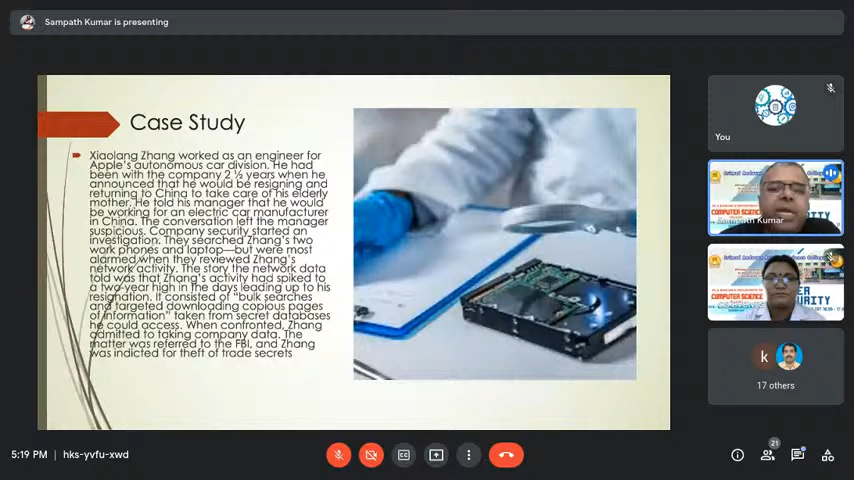 Sampath Kumar is presenting
Case Study
Xiaolang Zhang worked as an engineer for
Apple's autonomous car division. He had
been with the company 2 ½ years when he
announced that he would be resigning and
returning to China to take care of his elderly
mother. He told his manager that he would
be working for an electric car manufacturer
in China. The conversation left the manager
suspicious. Company security started an
investigation. They searched Zhang's two
work phones and laptop—but were most
alarmed when they reviewed Zhang's
network activity. The story the network data
told was that Zhang's activity had spiked to
a two-year high in the days leading up to his
resignation. It consisted of "bulk searches
and targeted downloading copious pages
of information" taken from secret databases
he could access. When confronted, Zhang
admitted to taking company data. The
matter was referred to the FBI, and Zhang
was indicted for theft of trade secrets
You
COMPUTER SCIENCE
Sampath Kumar
k
17 others
5:19 PM | hks-yvfu-xwd
CC
21